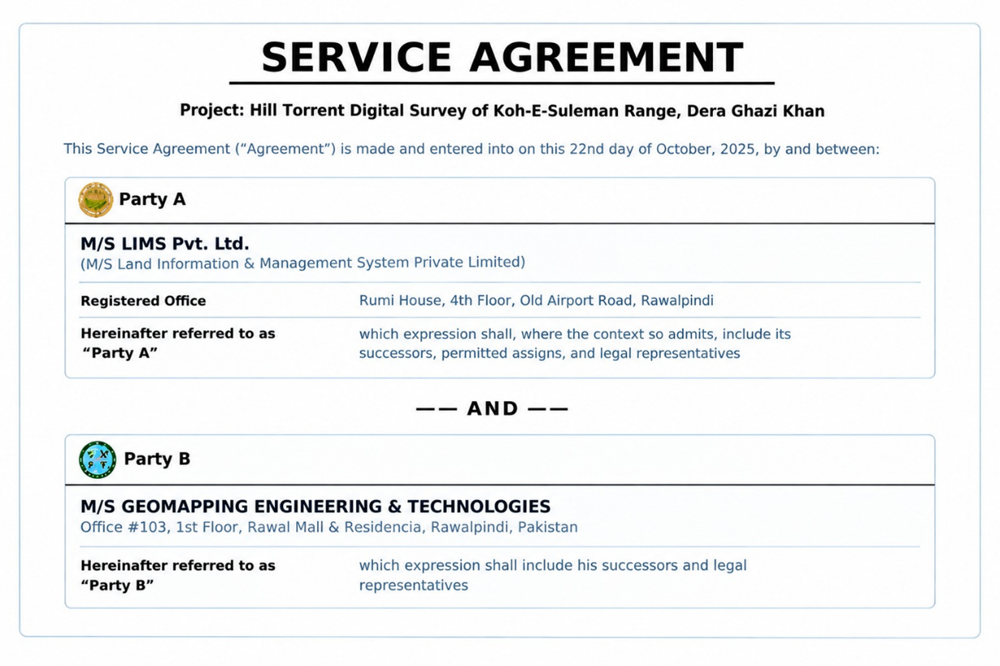 SERVICE AGREEMENT
Project: Hill Torrent Digital Survey of Koh-E-Suleman Range, Dera Ghazi Khan
This Service Agreement (“Agreement”) is made and entered into on this 22nd day of October, 2025, by and between:
Party A
M/S LIMS Pvt. Ltd.
(M/S Land Information & Management System Private Limited)
Registered Office Rumi House, 4th Floor, Old Airport Road, Rawalpindi
Hereinafter referred to as
“Party A”
which expression shall, where the context so admits, include its
successors, permitted assigns, and legal representatives
—— AND ——
Party B
M/S GEOMAPPING ENGINEERING & TECHNOLOGIES
Office #103, 1st Floor, Rawal Mall & Residencia, Rawalpindi, Pakistan
Hereinafter referred to as
“Party B”
which expression shall include his successors and legal
representatives